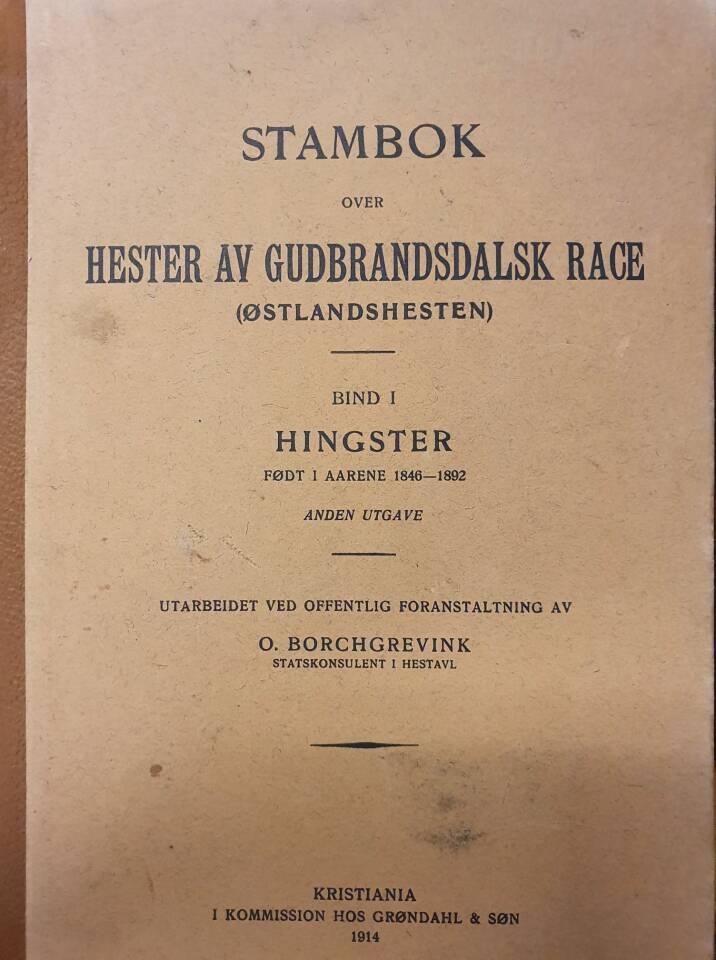 STAMBOK
OVER
HESTER AV GUDBRANDSDALSK RACE
(ØSTLANDSHESTEN)
BIND I
HINGSTER
FØDT I AARENE 1846—1892
ANDEN UTGAVE
UTARBEIDET VED OFFENTLIG FORANSTALTNING AV
O. BORCHGREVINK
STATSKONSULENT I HESTAVL
KRISTIANIA
I KOMMISSION HOS GRØNDAHL & SØN
1914